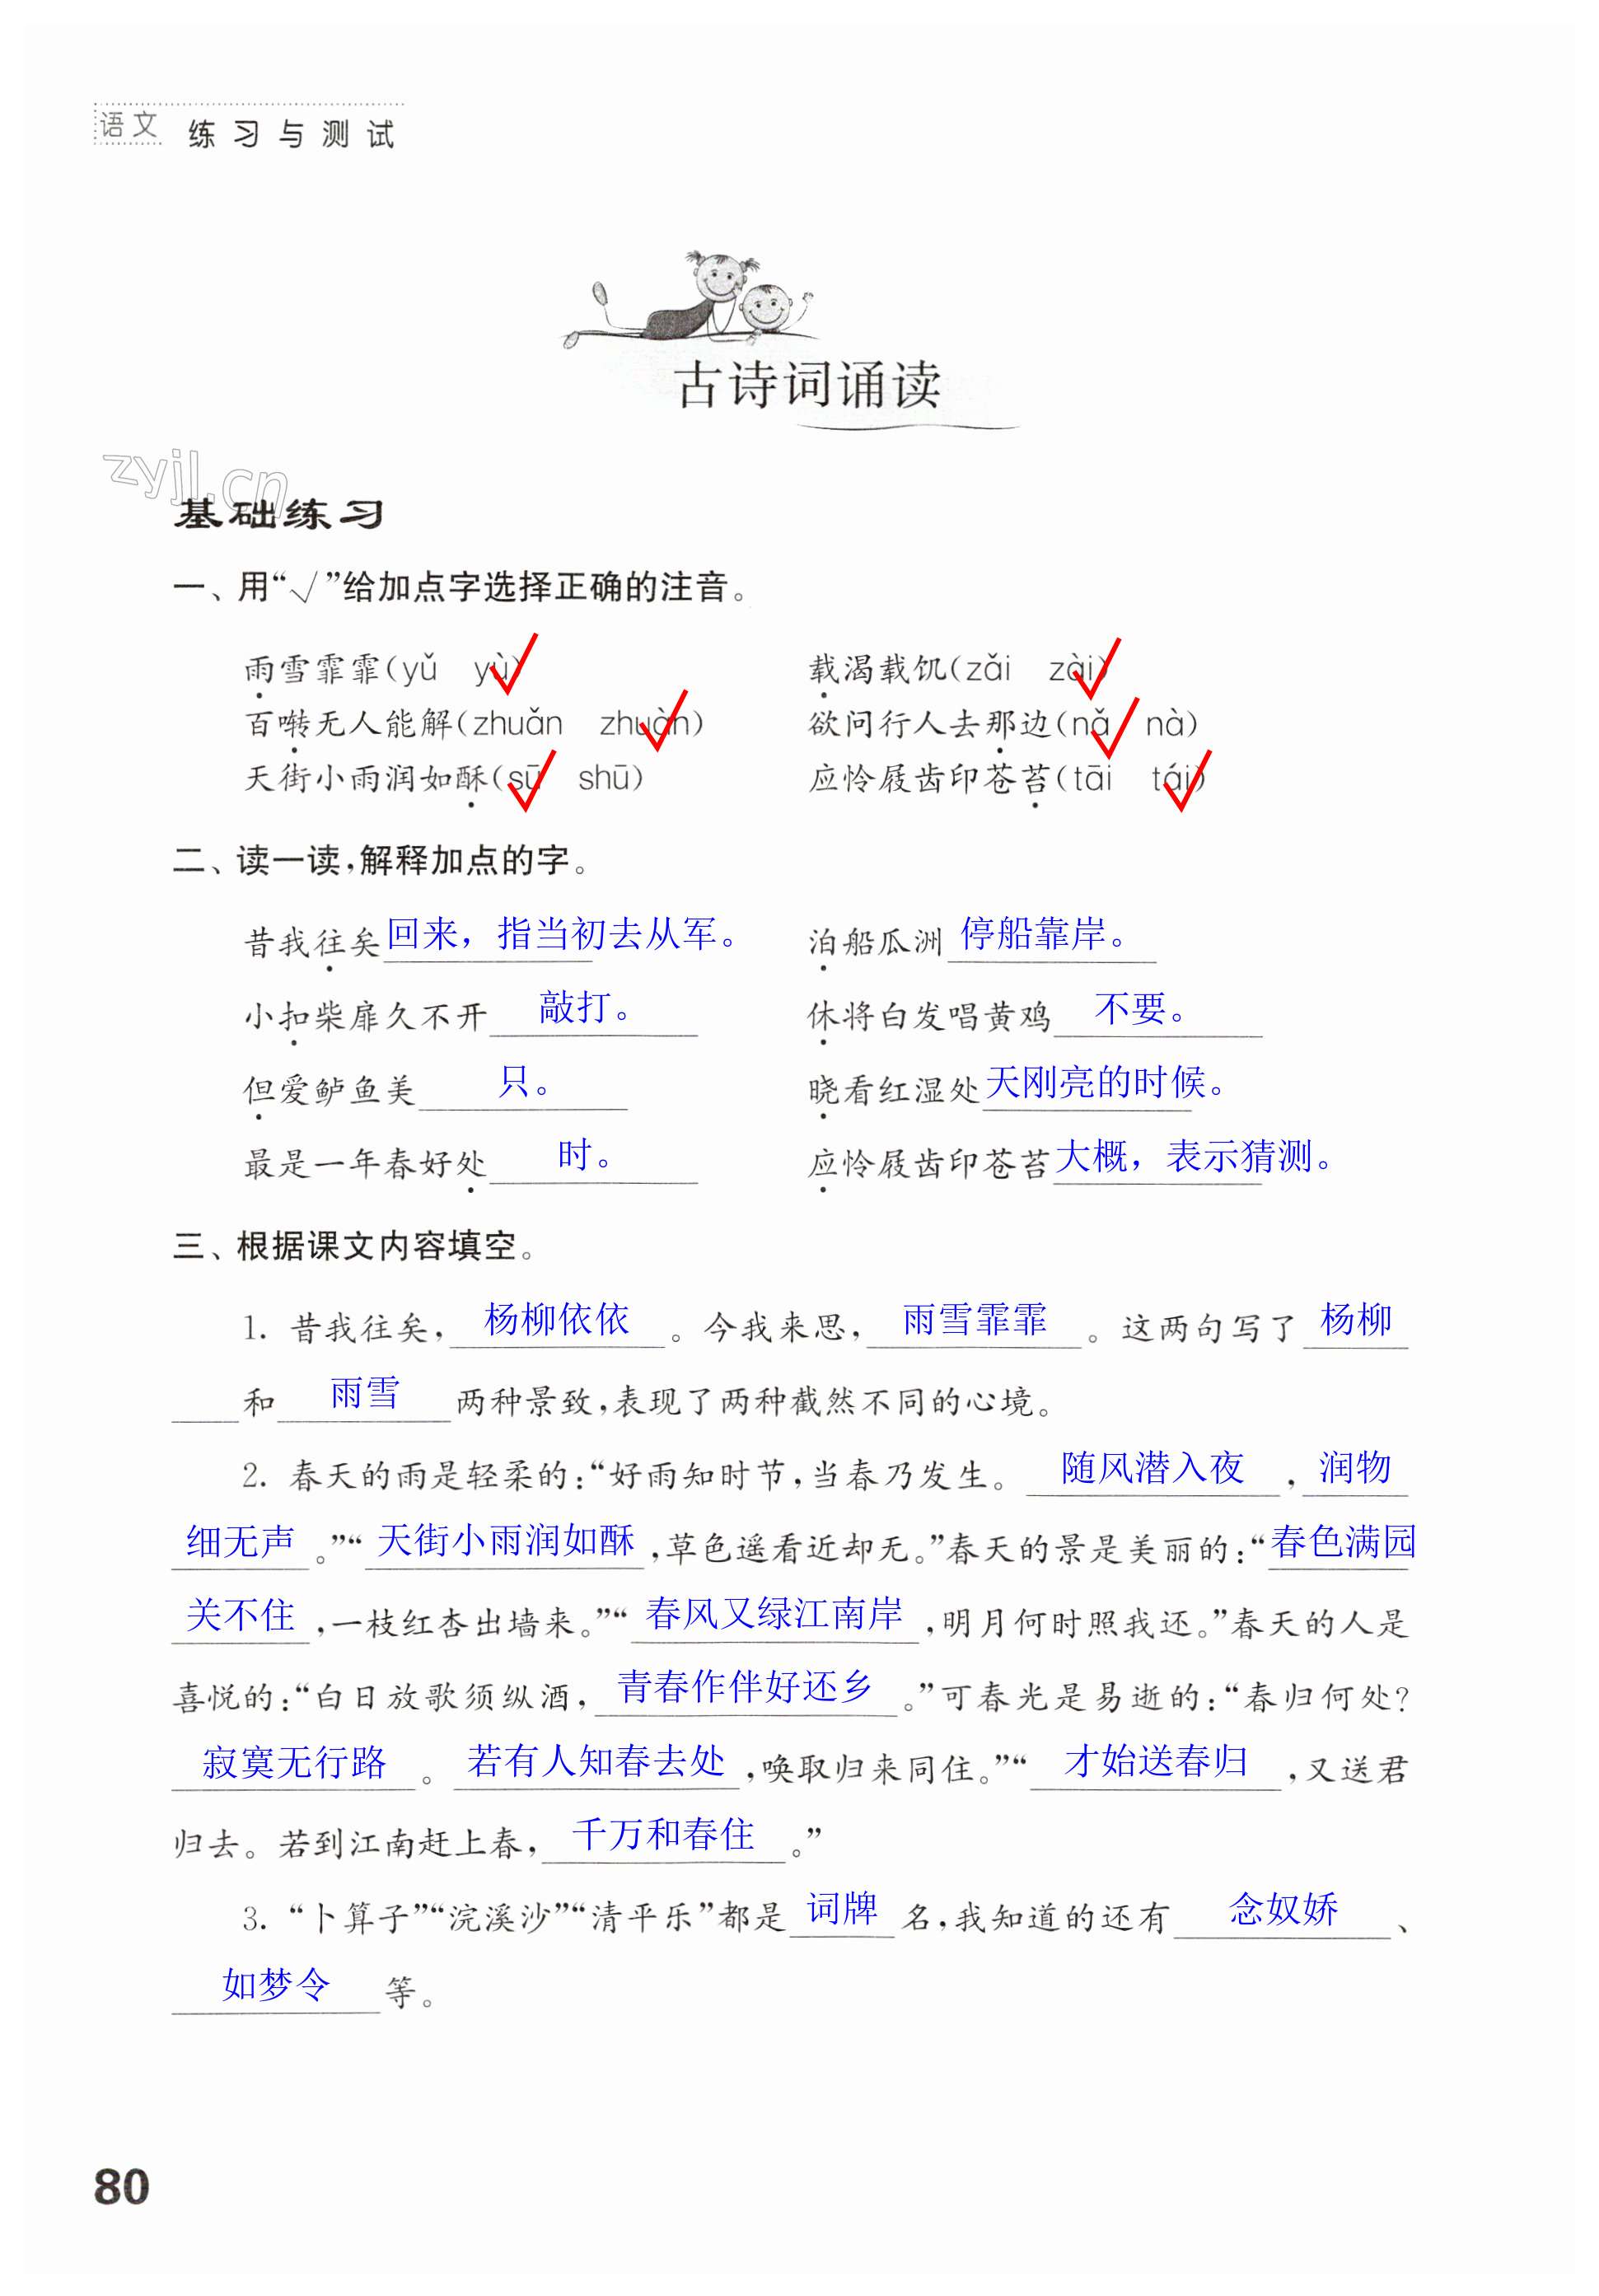 语文 练习与测试
古诗词诵读
zyjl.cn
基础练习
一、用“√”给加点字选择正确的注音。
雨雪霏霏(yǔ yù) 载渴载饥(zǎi zài)
百啭无人能解(zhuǎn zhuàn) 欲问行人去那边(nǎ nà)
天街小雨润如酥(sū shū) 应怜屐齿印苍苔(tāi tái)
二、读一读,解释加点的字。
昔我往矣 回来，指当初去从军。 泊船瓜洲 停船靠岸。
小扣柴扉久不开 敲打。 休将白发唱黄鸡 不要。
但爱鲈鱼美 只。 晓看红湿处 天刚亮的时候。
最是一年春好处 时。 应怜屐齿印苍苔 大概，表示猜测。
三、根据课文内容填空。
1. 昔我往矣, 杨柳依依 。今我来思, 雨雪霏霏 。这两句写了 杨柳
和 雨雪 两种景致,表现了两种截然不同的心境。
2. 春天的雨是轻柔的:“好雨知时节,当春乃发生。 随风潜入夜 , 润物
细无声 。”“ 天街小雨润如酥 ,草色遥看近却无。”春天的景是美丽的:“ 春色满园
关不住 ,一枝红杏出墙来。”“ 春风又绿江南岸 ,明月何时照我还。”春天的人是
喜悦的:“白日放歌须纵酒, 青春作伴好还乡 。”可春光是易逝的:“春归何处?
寂寞无行路 。 若有人知春去处 ,唤取归来同住。”“ 才始送春归 ,又送君
归去。若到江南赶上春, 千万和春住 。”
3. “卜算子”“浣溪沙”“清平乐”都是 词牌 名,我知道的还有 念奴娇 、
如梦令 等。
80